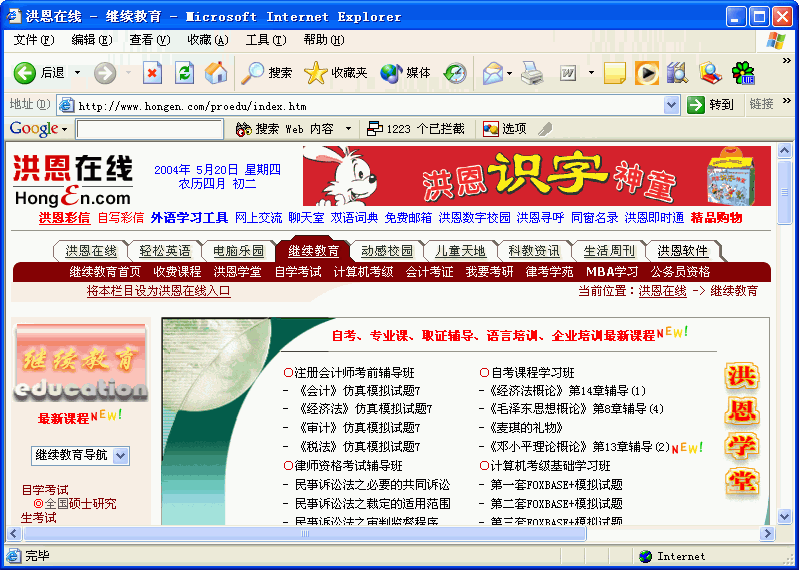 洪恩在线 - 继续教育 - Microsoft Internet Explorer
文件(F) 编辑(E) 查看(V) 收藏(A) 工具(T) 帮助(H)
后退 搜索 收藏夹 媒体
地址(D) http://www.hongen.com/proedu/index.htm 转到 链接
Google 搜索 Web 内容 1223 个已拦截 选项
洪恩在线
HongEn.com
2004年 5月20日 星期四
农历四月 初二
洪恩识字神童
洪恩彩信 自写彩信 外语学习工具 网上交流 聊天室 双语词典 免费邮箱 洪恩数字校园 洪恩寻呼 同窗名录 洪恩即时通 精品购物
洪恩在线 轻松英语 电脑乐园 继续教育 动感校园 儿童天地 科教资讯 生活周刊 洪恩软件
继续教育首页 收费课程 洪恩学堂 自学考试 计算机考级 会计考证 我要考研 律考学苑 MBA学习 公务员资格
将本栏目设为洪恩在线入口 当前位置：洪恩在线 -> 继续教育
继续教育
education
最新课程NEW!
继续教育导航
自学考试
◎全国硕士研究
生考试
自考、专业课、取证辅导、语言培训、企业培训最新课程NEW!
○注册会计师考前辅导班
- 《会计》仿真模拟试题7
- 《经济法》仿真模拟试题7
- 《审计》仿真模拟试题7
- 《税法》仿真模拟试题7
○律师资格考试辅导班
- 民事诉讼法之必要的共同诉讼
- 民事诉讼法之裁定的适用范围
- 民事诉讼法之审判监督程序
○自考课程学习班
-《经济法概论》第14章辅导(1)
-《毛泽东思想概论》第8章辅导(4)
-《麦琪的礼物》
-《邓小平理论概论》第13章辅导(2)NEW!
○计算机考级基础学习班
- 第一套FOXBASE+模拟试题
- 第二套FOXBASE+模拟试题
- 第三套FOXBASE+模拟试题
洪
恩
学
堂
完毕 Internet